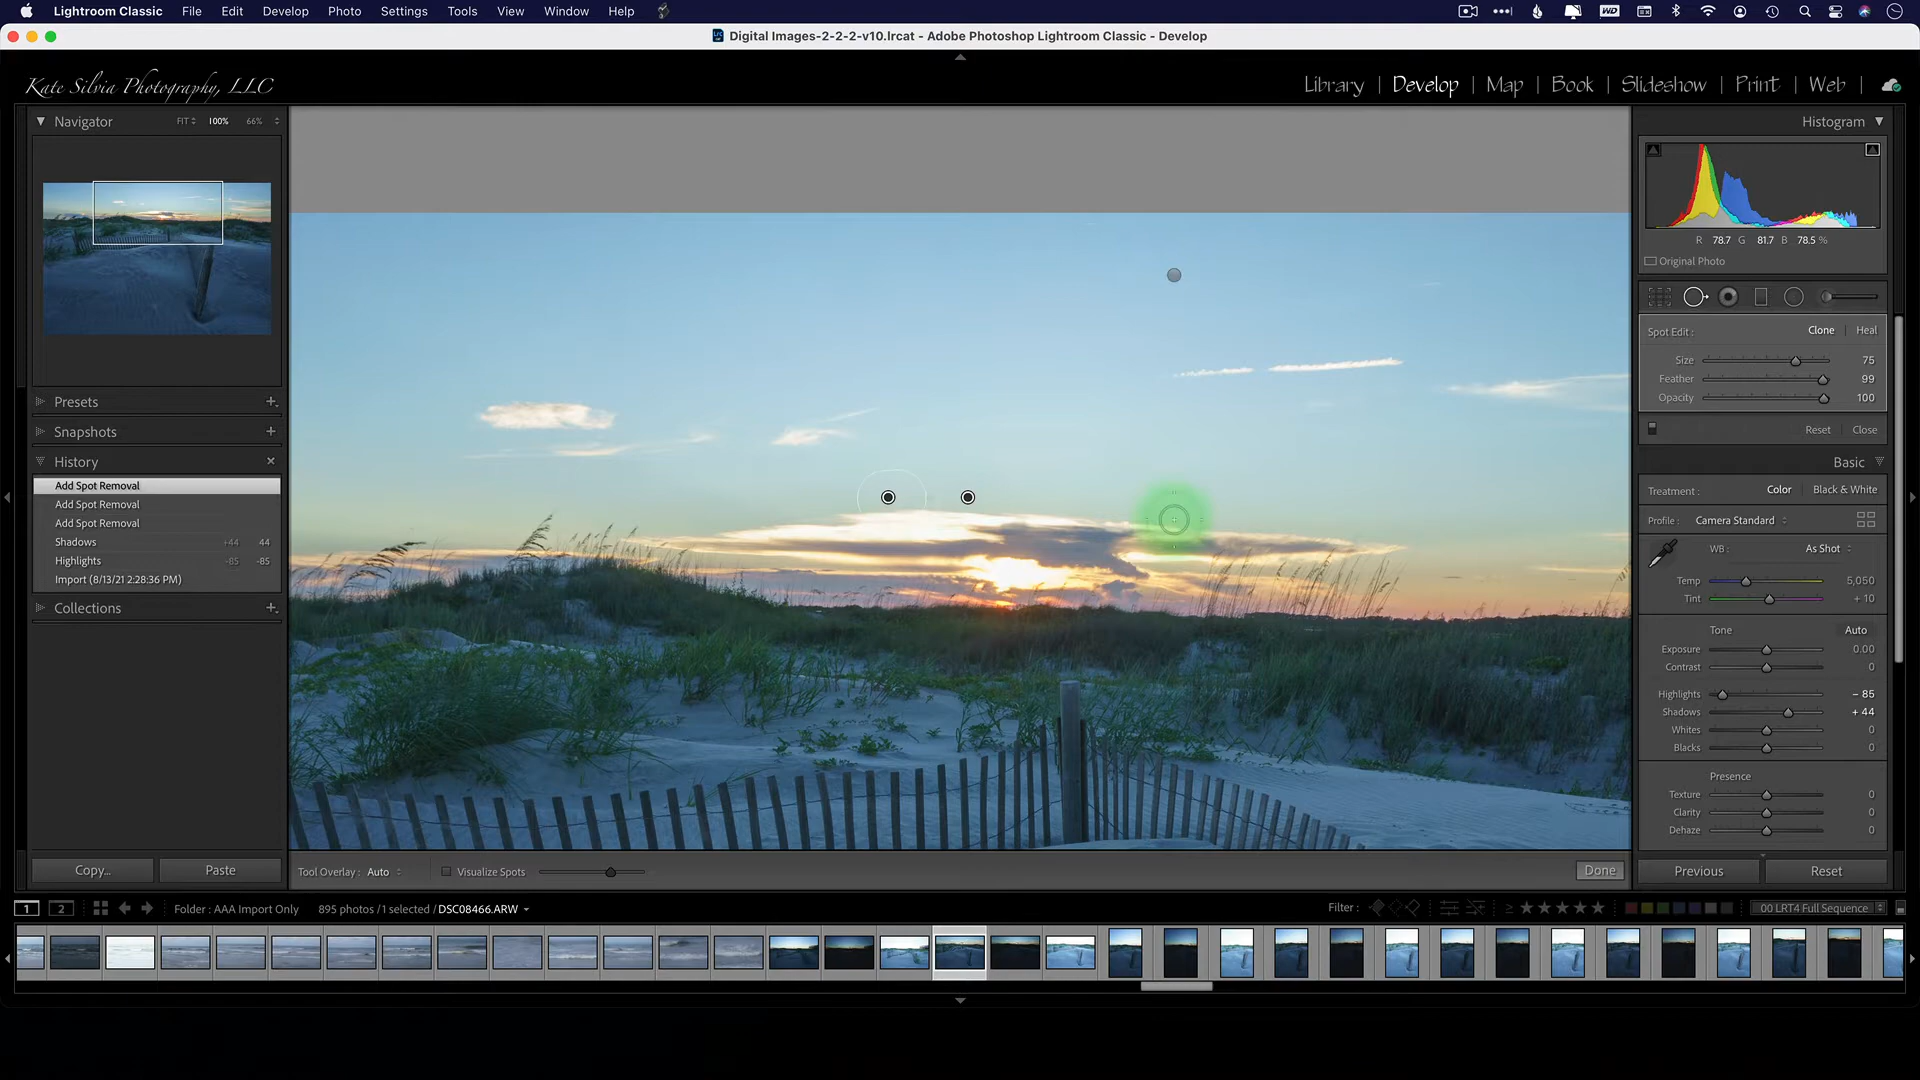 Lightroom Classic File Edit Develop Photo Settings Tools View Window Help
WD
Digital Images-2-2-2-v10.lrcat - Adobe Photoshop Lightroom Classic - Develop
LrC
Kate Silvia Photography, LLC
Library | Develop | Map | Book | Slideshow | Print | Web
Navigator FIT 100% 66%
Histogram
R 78.7 G 81.7 B 78.5 %
Original Photo
Spot Edit : Clone | Heal
Size 75
Feather 99
Opacity 100
Reset Close
Presets
Snapshots
History
Add Spot Removal
Add Spot Removal
Add Spot Removal
Shadows +44 44
Highlights -85 -85
Import (8/13/21 2:28:36 PM)
Collections
Basic
Treatment : Color | Black & White
Profile : Camera Standard
WB : As Shot
Temp 5,050
Tint + 10
Tone Auto
Exposure 0.00
Contrast 0
Highlights – 85
Shadows + 44
Whites 0
Blacks 0
Presence
Texture 0
Clarity 0
Dehaze 0
Copy... Paste
Tool Overlay : Auto Visualize Spots Done
Previous Reset
1 2 Folder : AAA Import Only 895 photos /1 selected /DSC08466.ARW
Filter : ≥ ★★★★★ 00 LRT4 Full Sequence